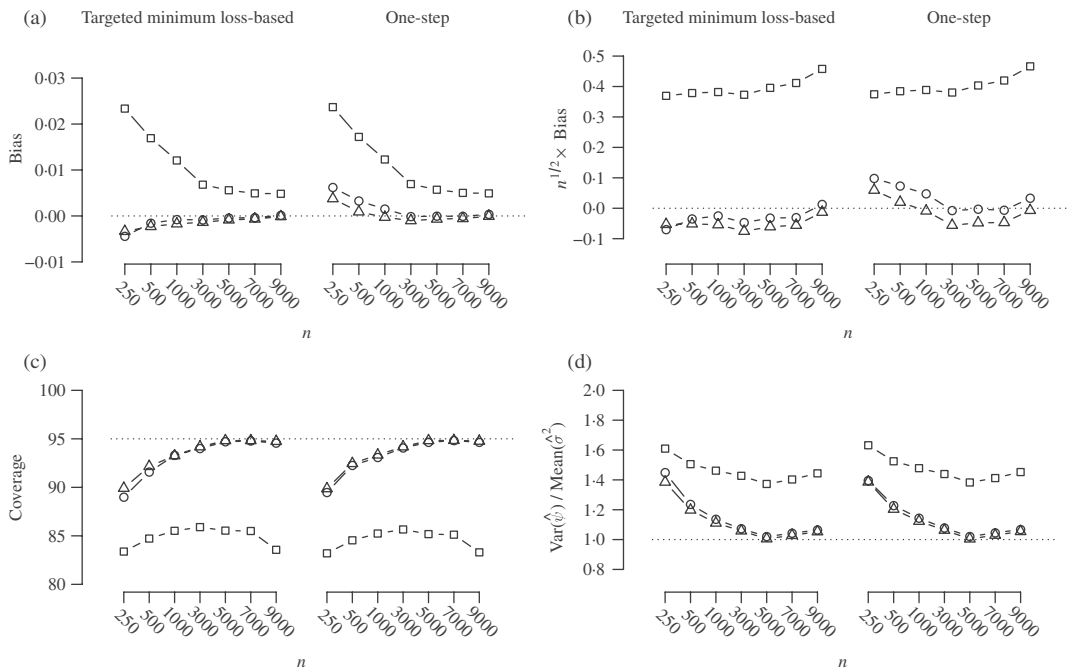 (a) Targeted minimum loss-based One-step
0·03
0·02
0·01
0·00
−0·01
Bias
250 500 1000 3000 5000 7000 9000 250 500 1000 3000 5000 7000 9000
n
(b) Targeted minimum loss-based One-step
0·5
0·4
0·3
0·2
0·1
0·0
−0·1
n^{1/2} × Bias
250 500 1000 3000 5000 7000 9000 250 500 1000 3000 5000 7000 9000
n
(c)
100
95
90
85
80
Coverage
250 500 1000 3000 5000 7000 9000 250 500 1000 3000 5000 7000 9000
n
(d)
2·0
1·8
1·6
1·4
1·2
1·0
0·8
Var(ψ̂) / Mean(σ̂²)
250 500 1000 3000 5000 7000 9000 250 500 1000 3000 5000 7000 9000
n